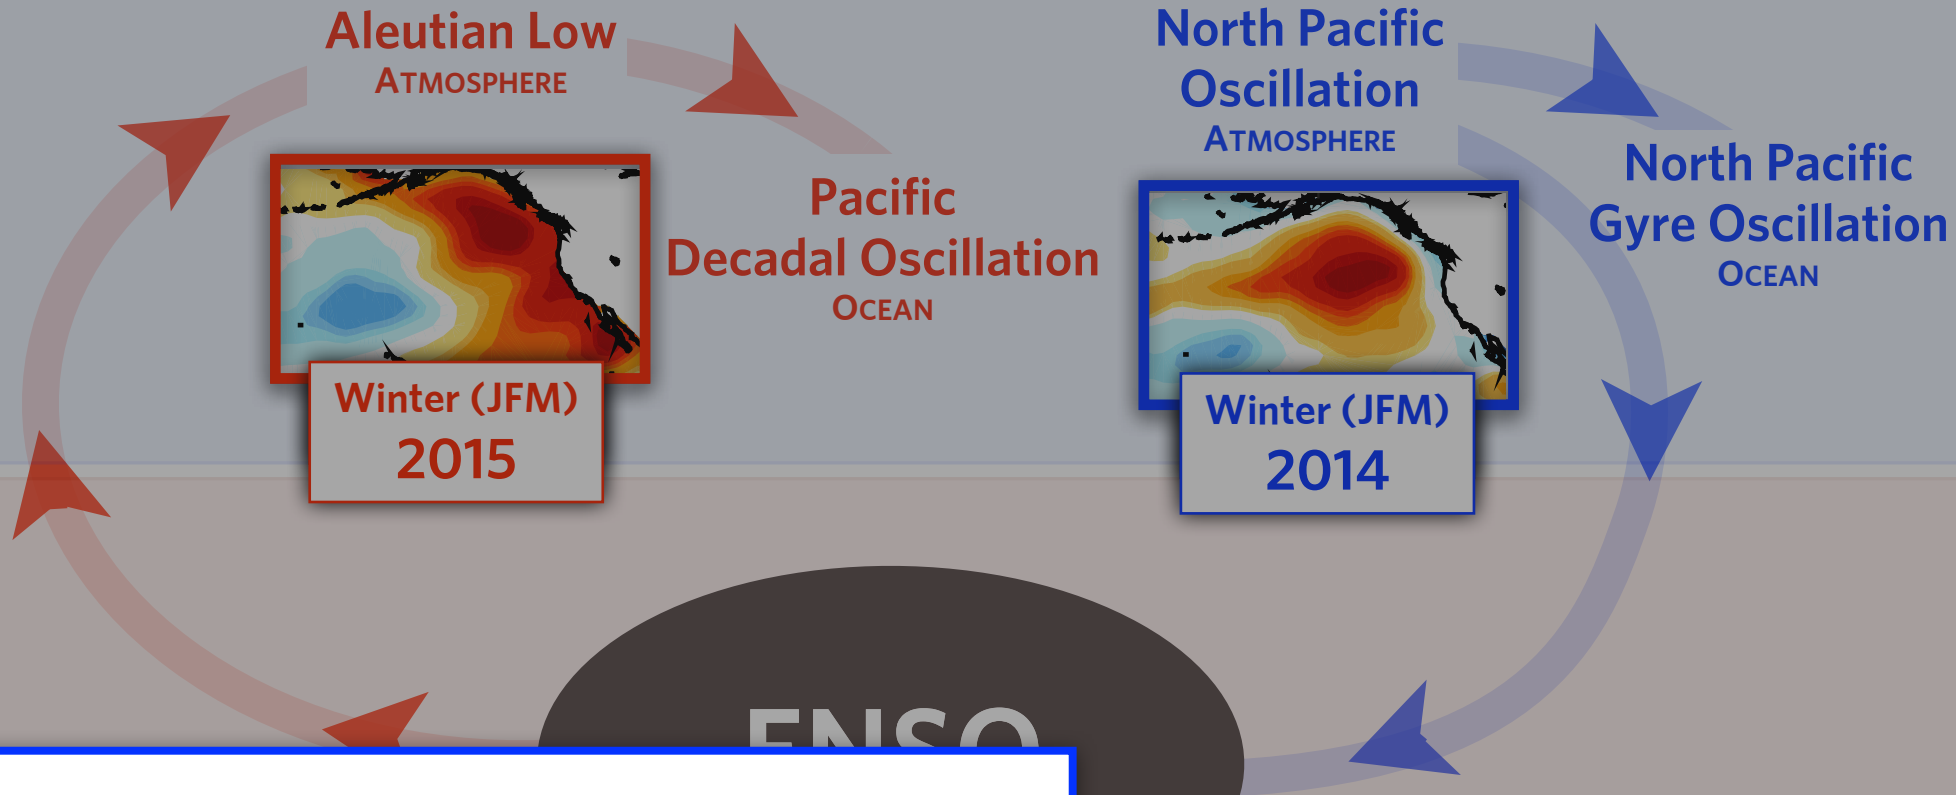 Aleutian Low
ATMOSPHERE
Pacific
Decadal Oscillation
OCEAN
Winter (JFM)
2015
North Pacific
Oscillation
ATMOSPHERE
North Pacific
Gyre Oscillation
OCEAN
Winter (JFM)
2014
ENSO